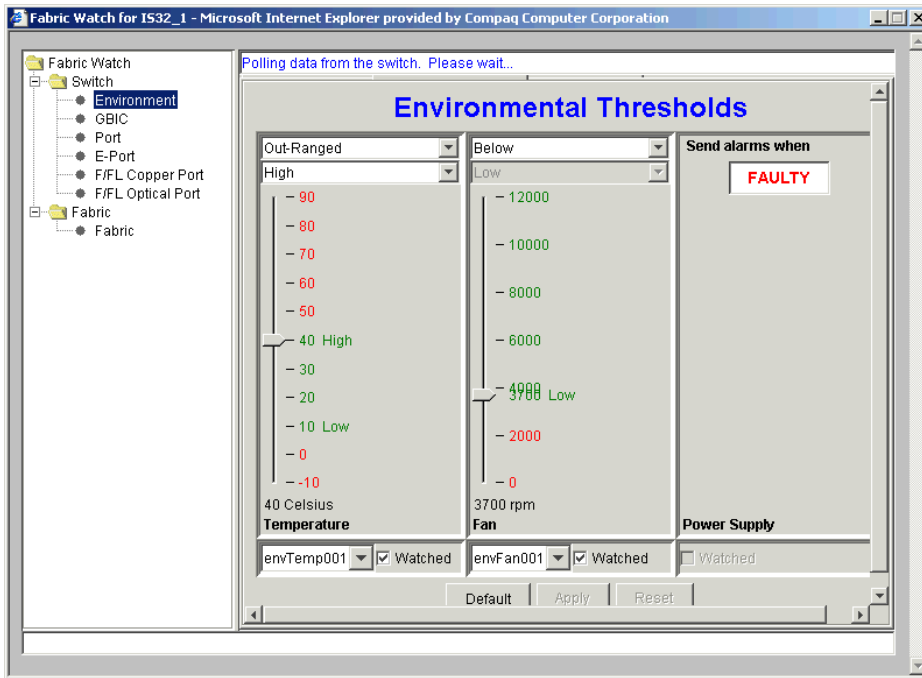 Fabric Watch for IS32_1 - Microsoft Internet Explorer provided by Compaq Computer Corporation
Fabric Watch
Switch
Environment
GBIC
Port
E-Port
F/FL Copper Port
F/FL Optical Port
Fabric
Fabric
Polling data from the switch. Please wait...
Environmental Thresholds
Out-Ranged
High
90
80
70
60
50
40 High
30
20
10 Low
0
-10
40 Celsius
Temperature
envTemp001
Watched
Below
Low
12000
10000
8000
6000
4000
3700 Low
2000
0
3700 rpm
Fan
envFan001
Watched
Send alarms when
FAULTY
Power Supply
Watched
Default Apply Reset